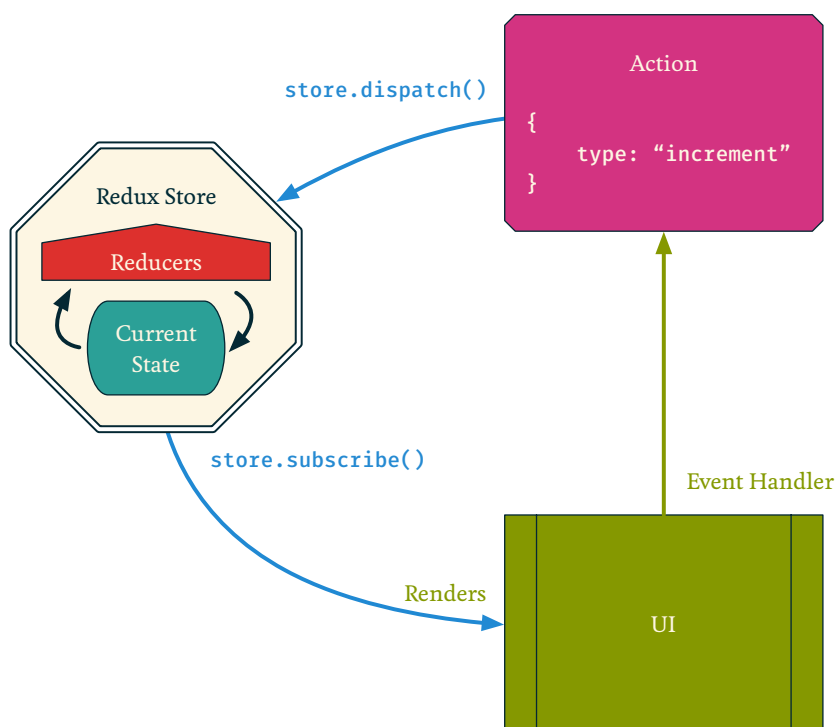 Action
store.dispatch()
{
type: “increment”
}
Redux Store
Reducers
Current
State
store.subscribe()
Event Handler
Renders
UI